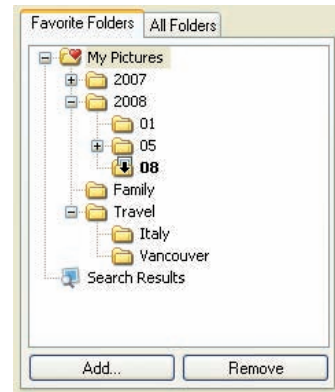 Favorite Folders All Folders
My Pictures
2007
2008
01
05
08
Family
Travel
Italy
Vancouver
Search Results
Add... Remove